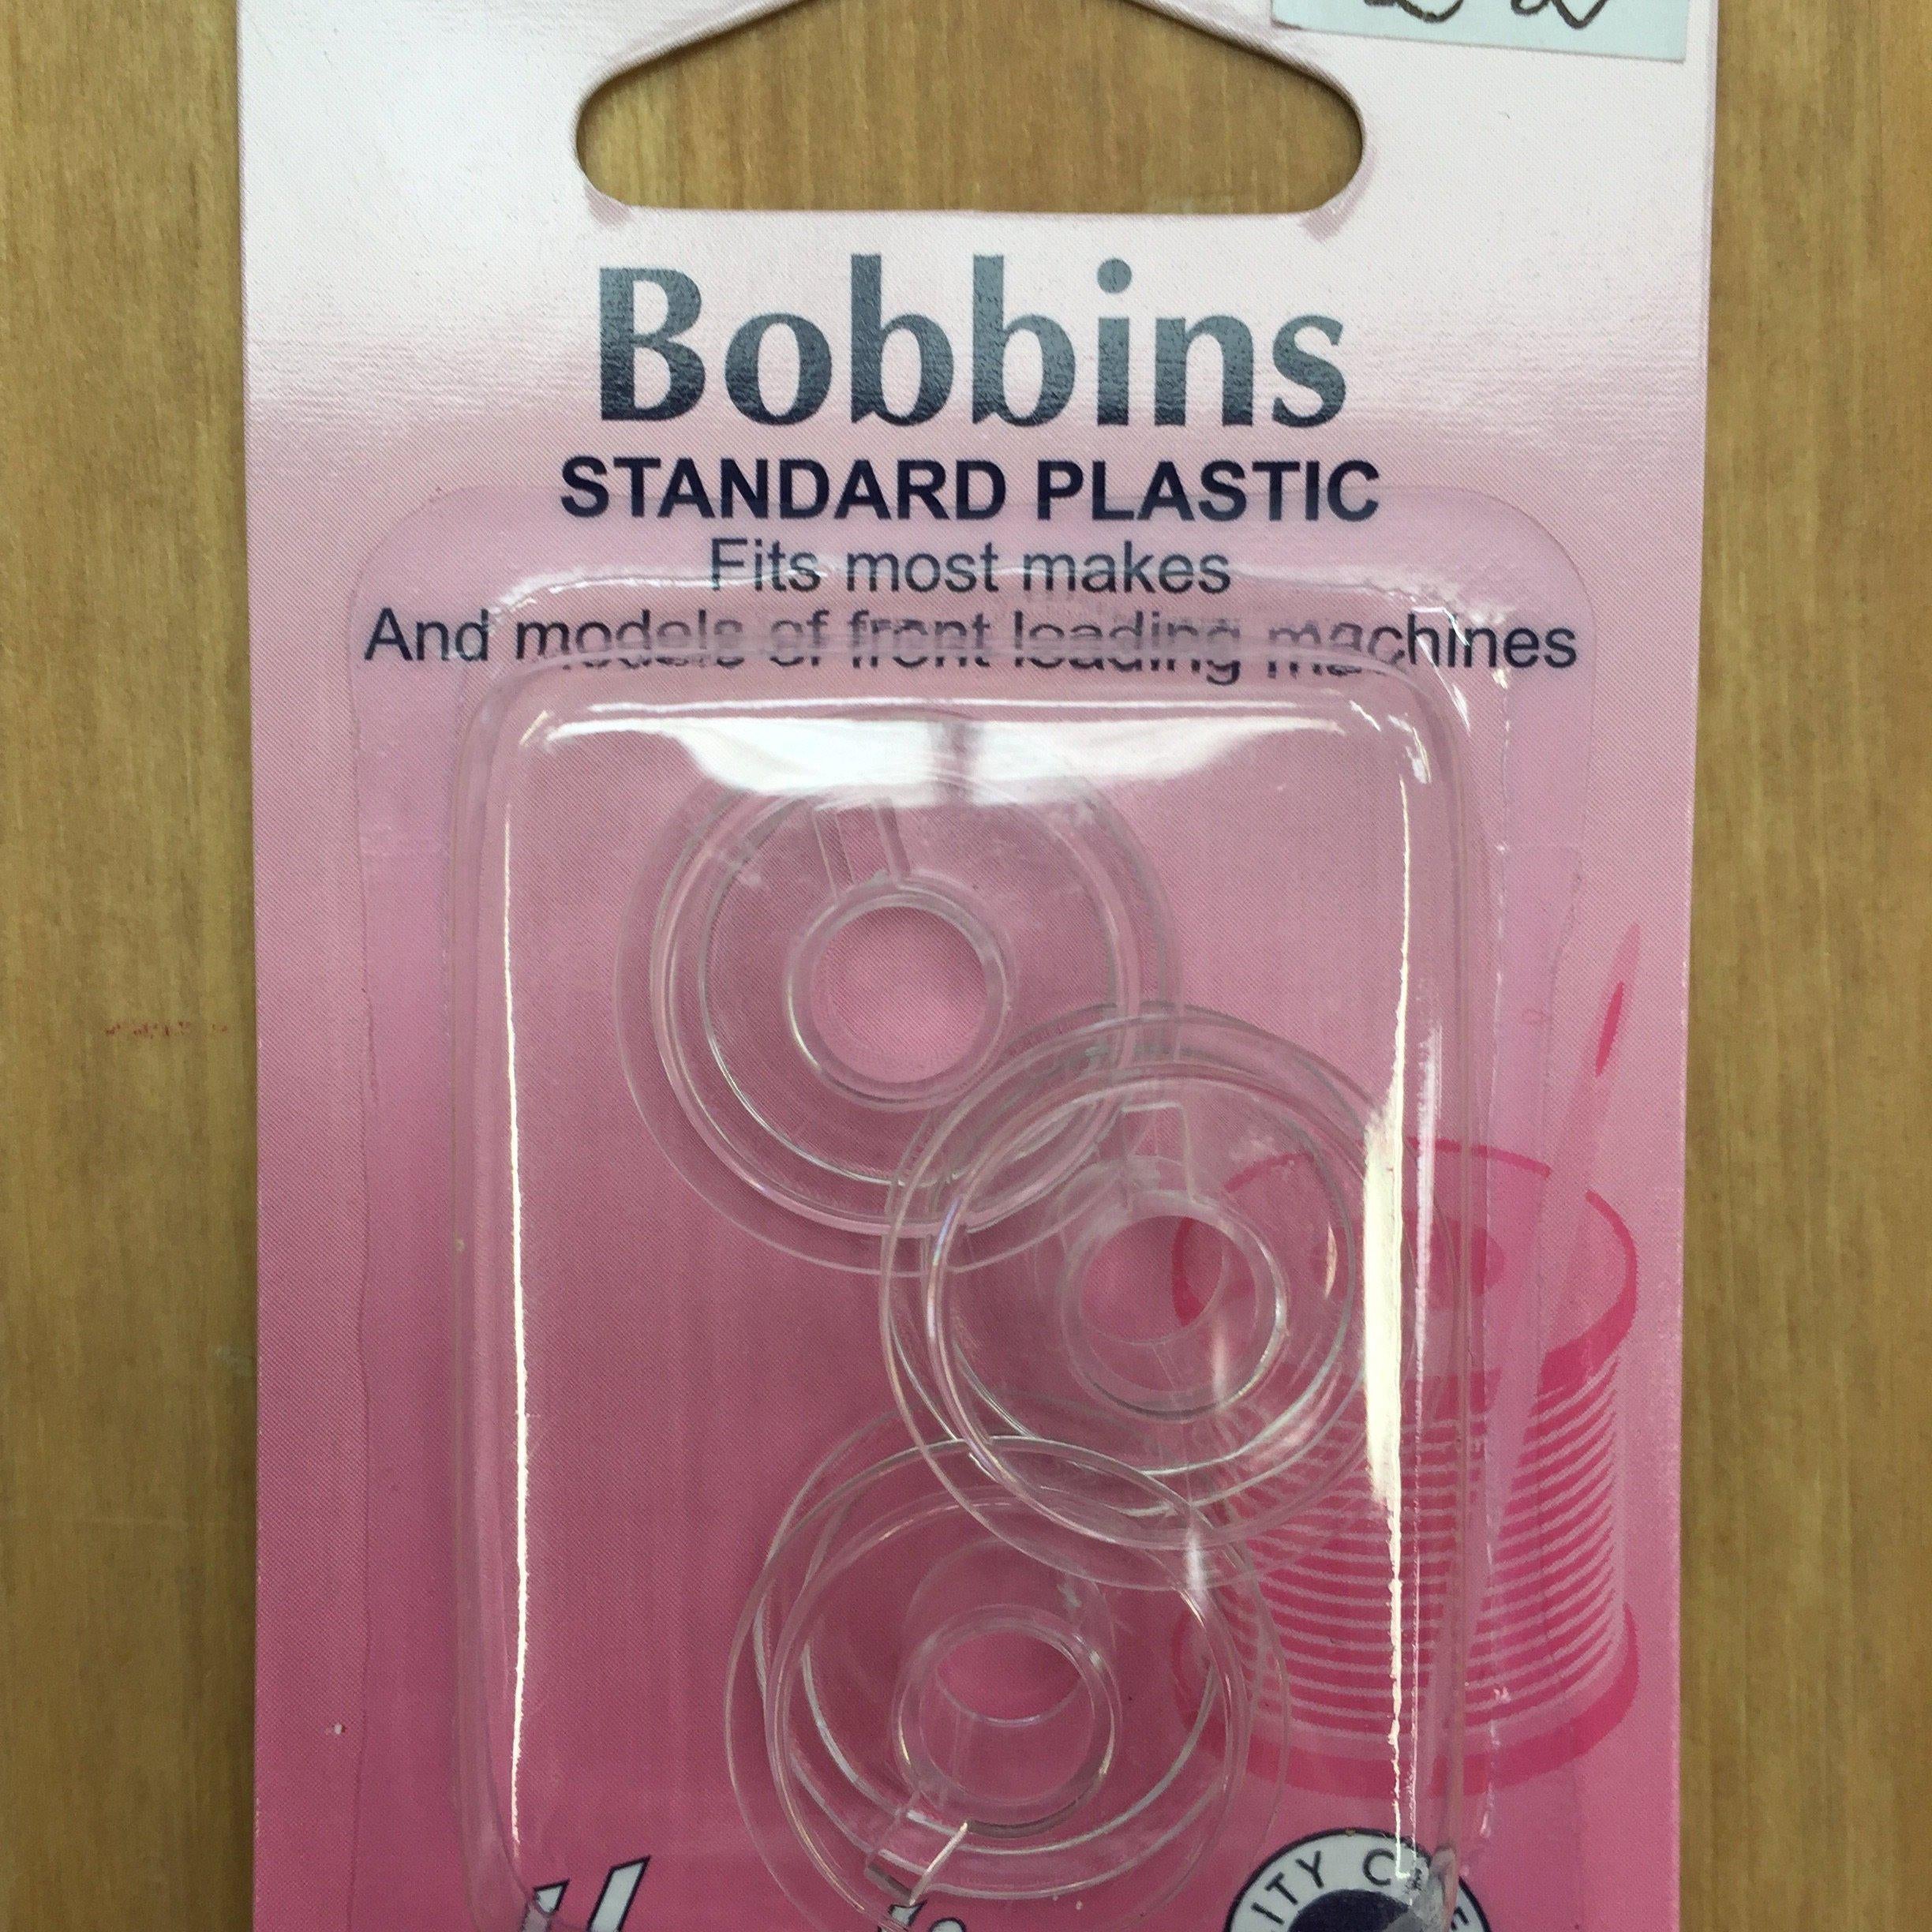 Bobbins
STANDARD PLASTIC
Fits most makes
And models of front loading machines